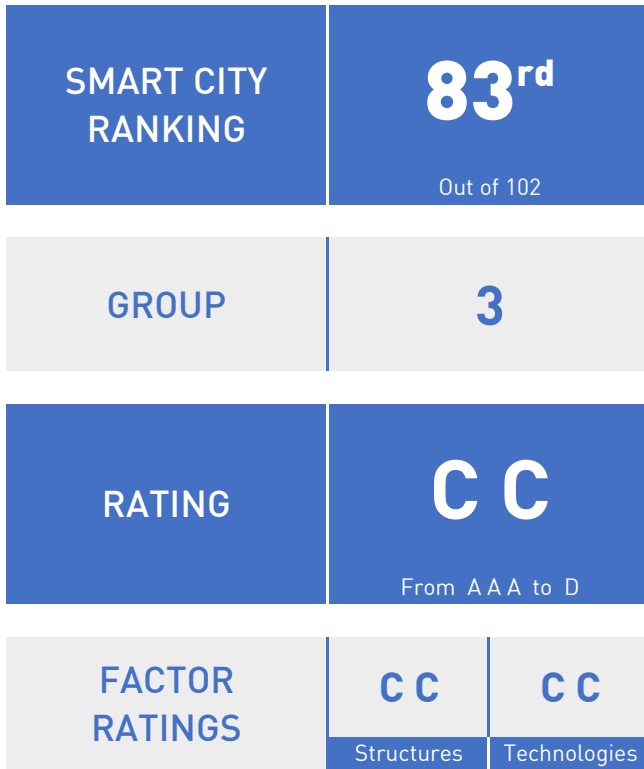 SMART CITY
RANKING
83rd
Out of 102
GROUP
3
RATING
C C
From A A A to D
FACTOR
RATINGS
C C
C C
Structures
Technologies